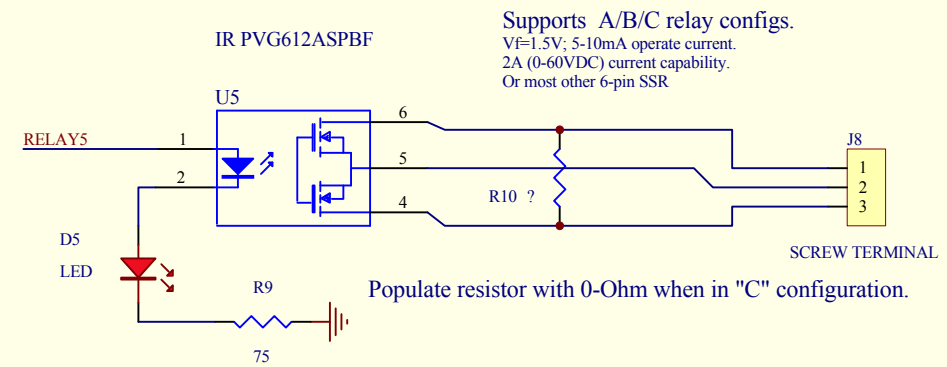 Supports A/B/C relay configs.
IR PVG612ASPBF
Vf=1.5V; 5-10mA operate current.
2A (0-60VDC) current capability.
Or most other 6-pin SSR
U5
6
RELAY5
1
J8
5
1
2
2
R10 ?
4
3
D5
LED
SCREW TERMINAL
R9
Populate resistor with 0-Ohm when in "C" configuration.
75